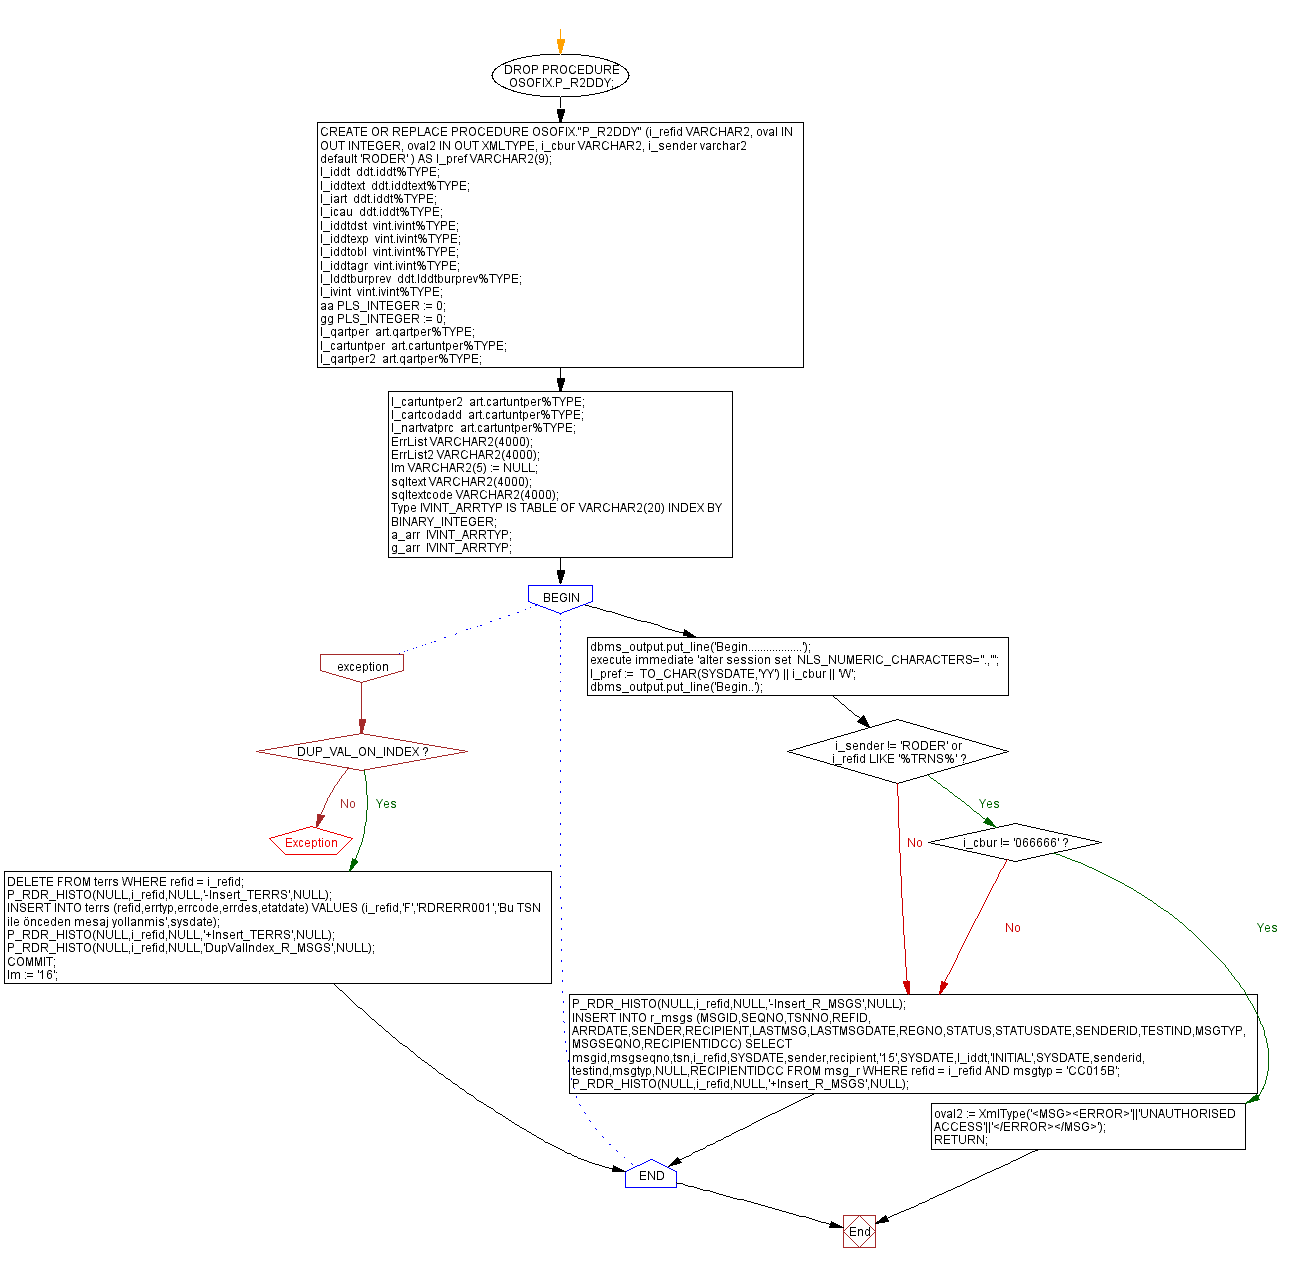 DROP PROCEDURE
OSOFIX.P_R2DDY;
CREATE OR REPLACE PROCEDURE OSOFIX."P_R2DDY" (i_refid VARCHAR2, oval IN
OUT INTEGER, oval2 IN OUT XMLTYPE, i_cbur VARCHAR2, i_sender varchar2
default 'RODER' ) AS l_pref VARCHAR2(9);
l_iddt  ddt.iddt%TYPE;
l_iddtext  ddt.iddtext%TYPE;
l_iart  ddt.iddt%TYPE;
l_icau  ddt.iddt%TYPE;
l_iddtdst  vint.ivint%TYPE;
l_iddtexp  vint.ivint%TYPE;
l_iddtobl  vint.ivint%TYPE;
l_iddtagr  vint.ivint%TYPE;
l_lddtburprev  ddt.lddtburprev%TYPE;
l_ivint  vint.ivint%TYPE;
aa PLS_INTEGER := 0;
gg PLS_INTEGER := 0;
l_qartper  art.qartper%TYPE;
l_cartuntper  art.cartuntper%TYPE;
l_qartper2  art.qartper%TYPE;
l_cartuntper2  art.cartuntper%TYPE;
l_cartcodadd  art.cartuntper%TYPE;
l_nartvatprc  art.cartuntper%TYPE;
ErrList VARCHAR2(4000);
ErrList2 VARCHAR2(4000);
lm VARCHAR2(5) := NULL;
sqltext VARCHAR2(4000);
sqltextcode VARCHAR2(4000);
Type IVINT_ARRTYP IS TABLE OF VARCHAR2(20) INDEX BY
BINARY_INTEGER;
a_arr  IVINT_ARRTYP;
g_arr  IVINT_ARRTYP;
BEGIN
exception
dbms_output.put_line('Begin..................');
execute immediate 'alter session set  NLS_NUMERIC_CHARACTERS=''.,''';
l_pref :=  TO_CHAR(SYSDATE,'YY') || i_cbur || 'W';
dbms_output.put_line('Begin..');
DUP_VAL_ON_INDEX ?
i_sender != 'RODER' or
i_refid LIKE '%TRNS%' ?
No
Yes
Yes
Exception
No
i_cbur != '066666' ?
DELETE FROM terrs WHERE refid = i_refid;
P_RDR_HISTO(NULL,i_refid,NULL,'-Insert_TERRS',NULL);
INSERT INTO terrs (refid,errtyp,errcode,errdes,etatdate) VALUES (i_refid,'F','RDRERR001','Bu TSN
ile önceden mesaj yollanmis',sysdate);
P_RDR_HISTO(NULL,i_refid,NULL,'+Insert_TERRS',NULL);
P_RDR_HISTO(NULL,i_refid,NULL,'DupValIndex_R_MSGS',NULL);
COMMIT;
lm := '16';
No
Yes
P_RDR_HISTO(NULL,i_refid,NULL,'-Insert_R_MSGS',NULL);
INSERT INTO r_msgs (MSGID,SEQNO,TSNNO,REFID,
ARRDATE,SENDER,RECIPIENT,LASTMSG,LASTMSGDATE,REGNO,STATUS,STATUSDATE,SENDERID,TESTIND,MSGTYP,
MSGSEQNO,RECIPIENTIDCC) SELECT
msgid,msgseqno,tsn,i_refid,SYSDATE,sender,recipient,'15',SYSDATE,l_iddt,'INITIAL',SYSDATE,senderid,
testind,msgtyp,NULL,RECIPIENTIDCC FROM msg_r WHERE refid = i_refid AND msgtyp = 'CC015B';
P_RDR_HISTO(NULL,i_refid,NULL,'+Insert_R_MSGS',NULL);
oval2 := XmlType('<MSG><ERROR>'||'UNAUTHORISED
ACCESS'||'</ERROR></MSG>');
RETURN;
END
End